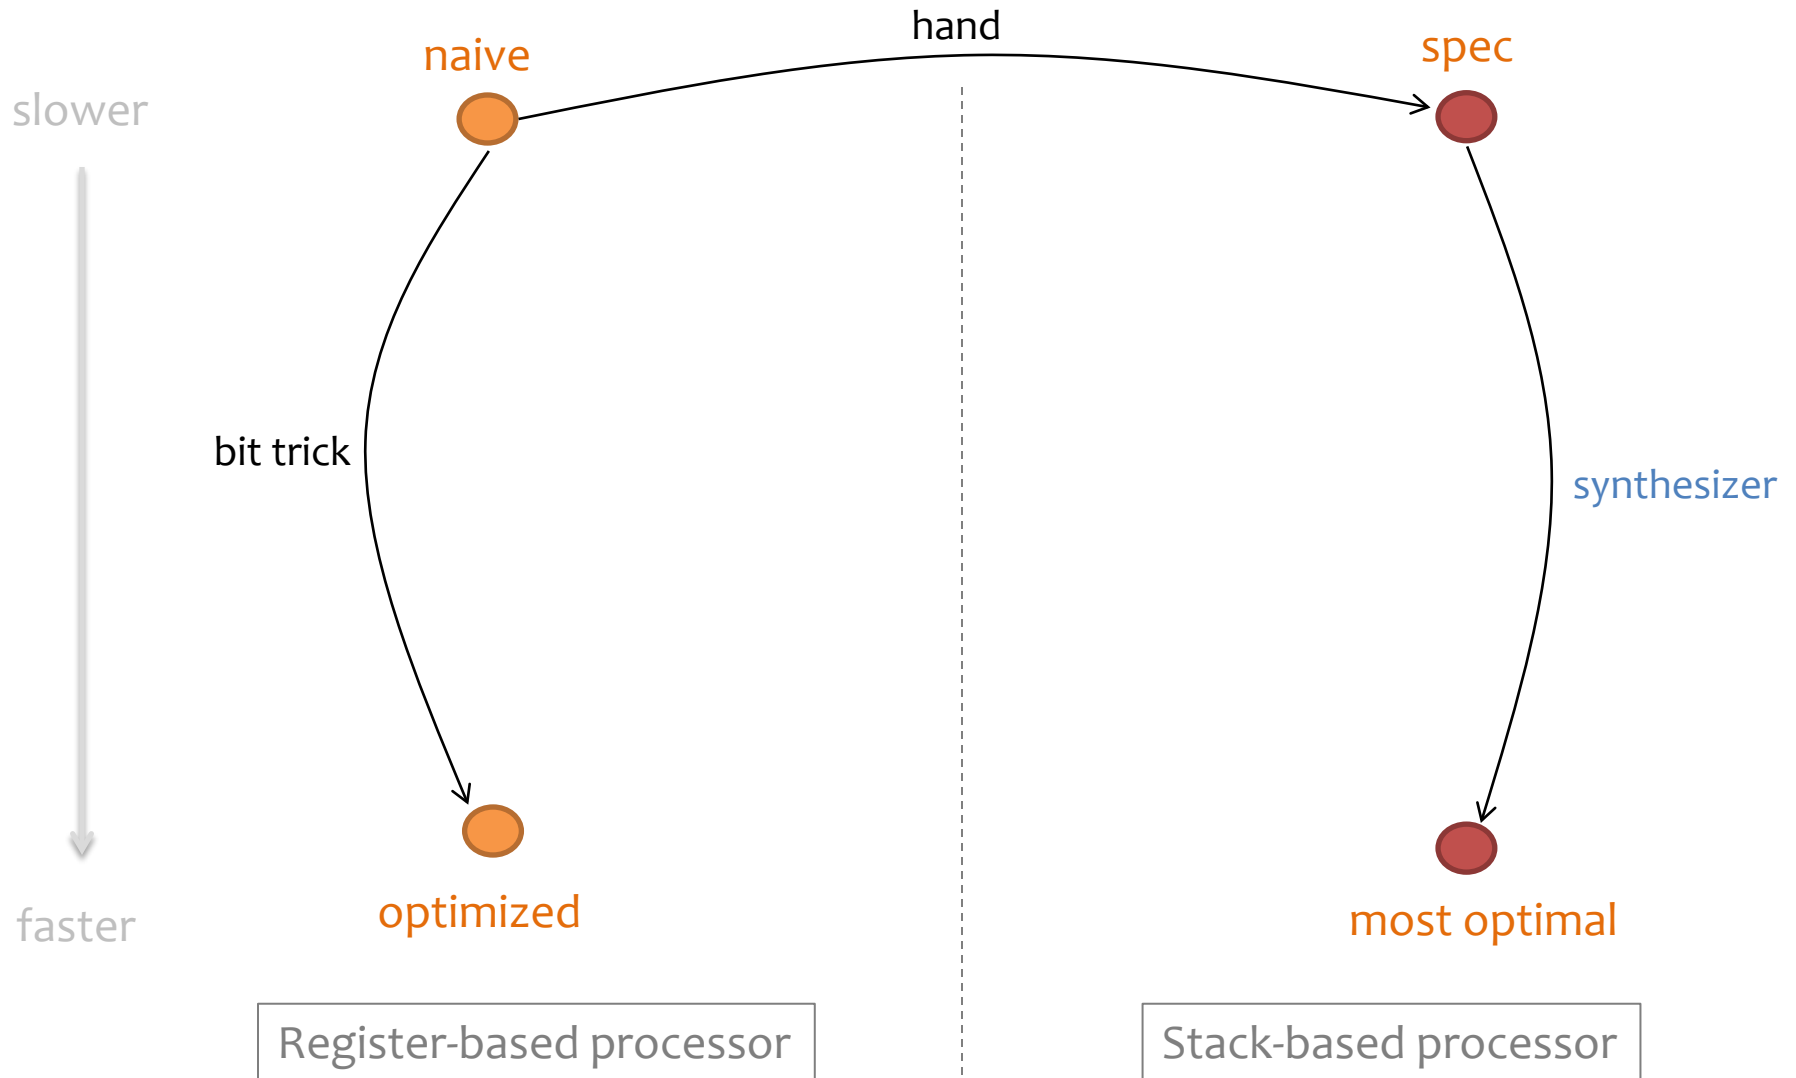 hand
naive
spec
slower
bit trick
synthesizer
optimized
most optimal
faster
Register-based processor
Stack-based processor